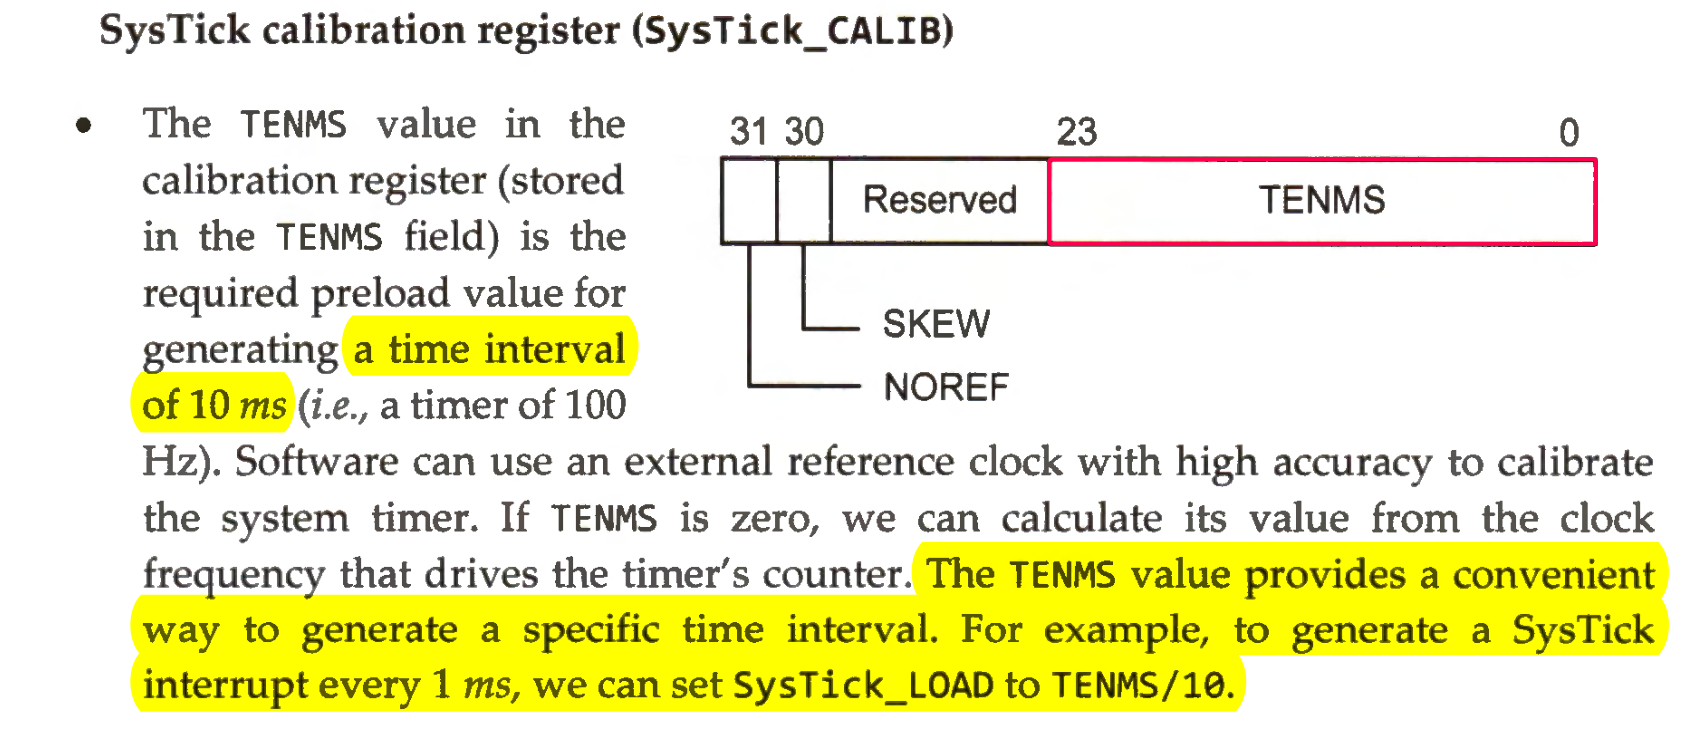 SysTick calibration register (SysTick_CALIB)
• The TENMS value in the
calibration register (stored
in the TENMS field) is the
required preload value for
generating a time interval
of 10 ms (i.e., a timer of 100
31 30 23 0
Reserved TENMS
SKEW
NOREF
Hz). Software can use an external reference clock with high accuracy to calibrate
the system timer. If TENMS is zero, we can calculate its value from the clock
frequency that drives the timer's counter. The TENMS value provides a convenient
way to generate a specific time interval. For example, to generate a SysTick
interrupt every 1 ms, we can set SysTick_LOAD to TENMS/10.